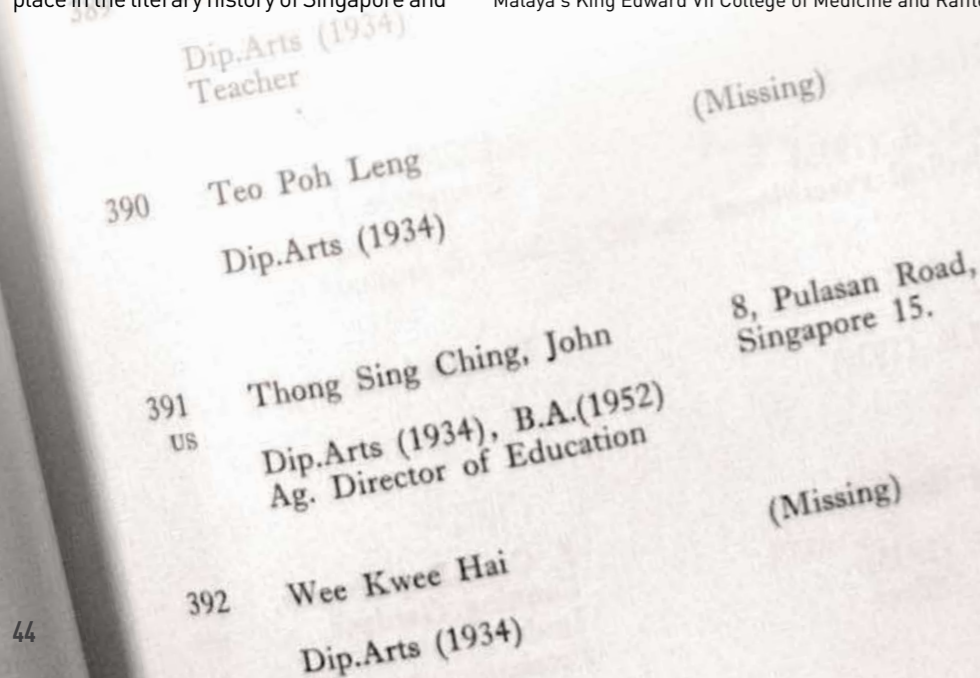 place in the literary history of Singapore and
Malaya's King Edward VII College of Medicine and
389
Dip.Arts (1934)
Teacher
(Missing)
390 Teo Poh Leng
Dip.Arts (1934)
8, Pulasan Road,
Singapore 15.
391 Thong Sing Ching, John
US
Dip.Arts (1934), B.A.(1952)
Ag. Director of Education
(Missing)
392 Wee Kwee Hai
Dip.Arts (1934)
44